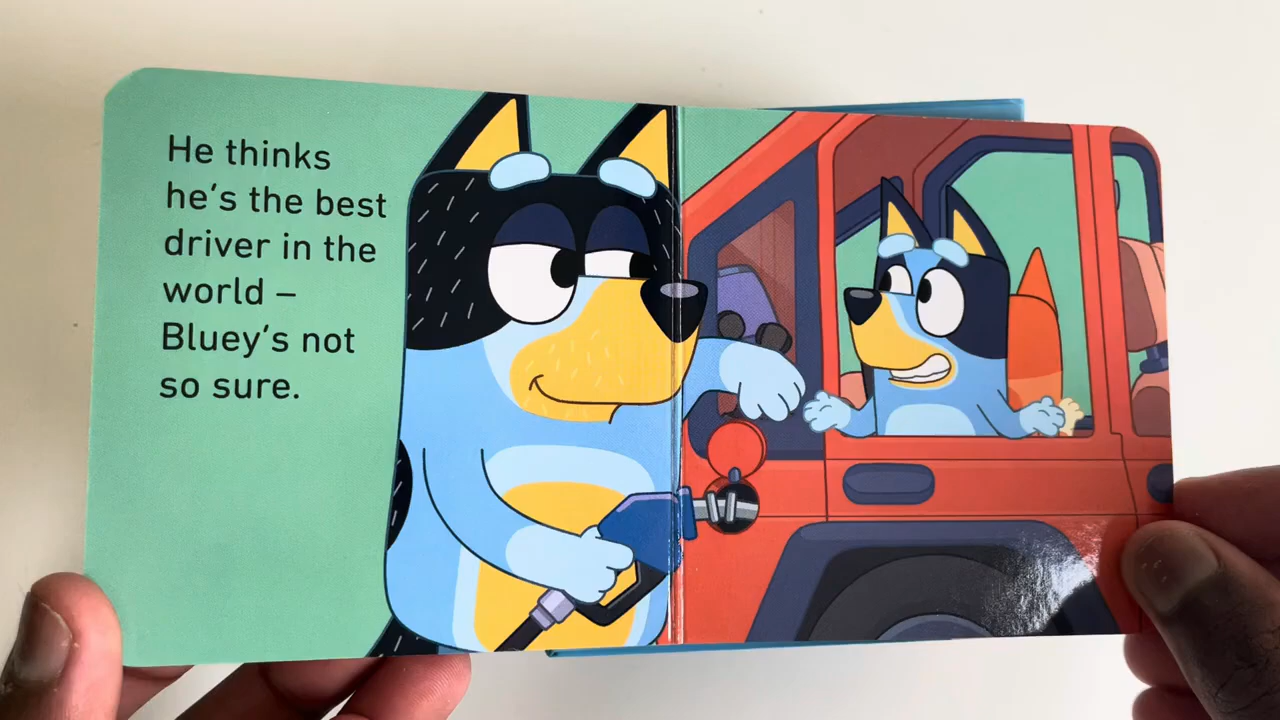 He thinks
he's the best
driver in the
world –
Bluey's not
so sure.